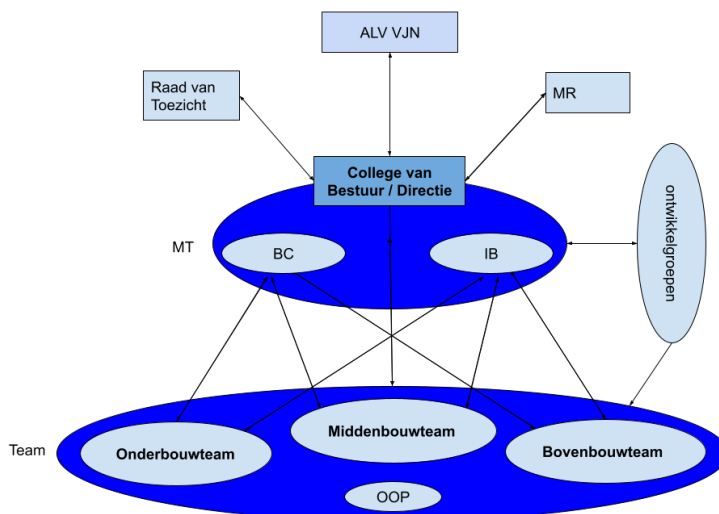 ALV VJN
Raad van
Toezicht
MR
College van
Bestuur / Directie
ontwikkelgroepen
MT
BC
IB
Team
Onderbouwteam
Middenbouwteam
Bovenbouwteam
OOP